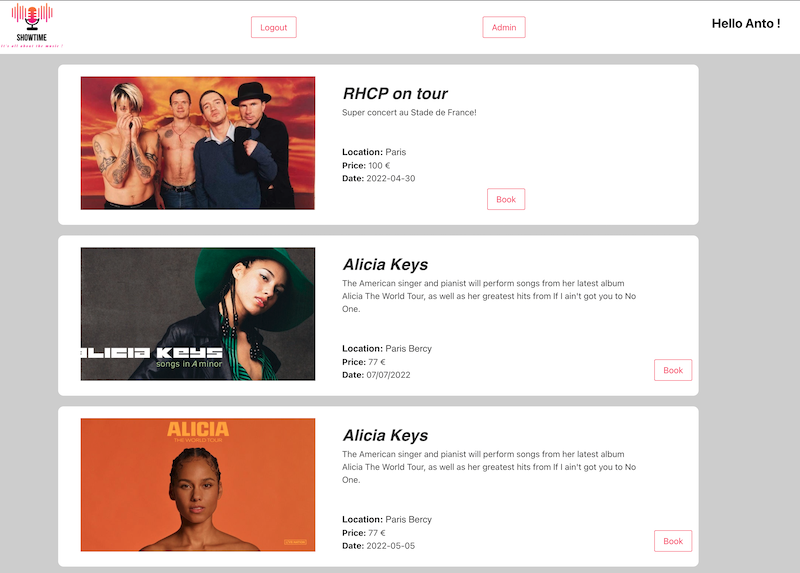 SHOWTIME
It's all about the music !
Logout
Admin
Hello Anto !
RHCP on tour
Super concert au Stade de France!
Location: Paris
Price: 100 €
Date: 2022-04-30
Book
Alicia Keys
The American singer and pianist will perform songs from her latest album
Alicia The World Tour, as well as her greatest hits from If I ain't got you to No
One.
ALICIA KEYS
songs in A minor
Location: Paris Bercy
Price: 77 €
Date: 07/07/2022
Book
ALICIA
THE WORLD TOUR
Alicia Keys
The American singer and pianist will perform songs from her latest album
Alicia The World Tour, as well as her greatest hits from If I ain't got you to No
One.
Location: Paris Bercy
Price: 77 €
Date: 2022-05-05
Book